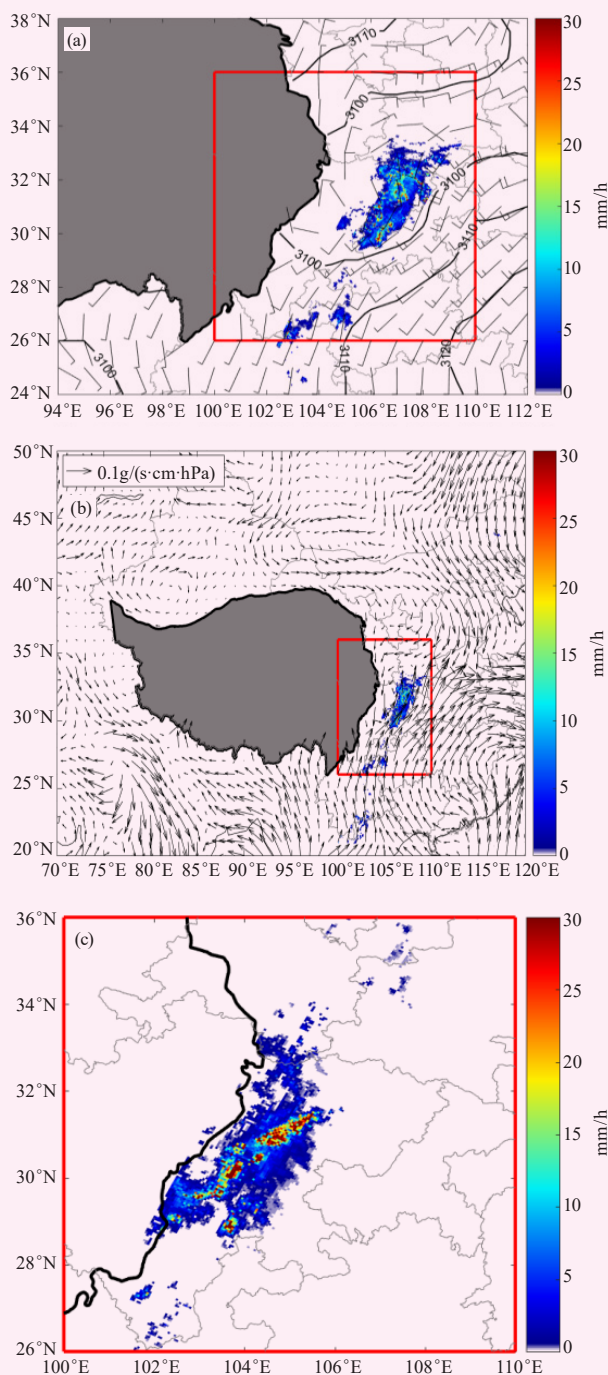 38°N
(a)
36°N
34°N
32°N
30°N
28°N
26°N
24°N
94°E 96°E 98°E 100°E 102°E 104°E 106°E 108°E 110°E 112°E
3110
3100
3100
3110
3100
3110
3120
3100
30
25
20
15
10
5
0
mm/h
50°N
0.1g/(s·cm·hPa)
(b)
45°N
40°N
35°N
30°N
25°N
20°N
70°E 75°E 80°E 85°E 90°E 95°E 100°E 105°E 110°E 115°E 120°E
30
25
20
15
10
5
0
mm/h
36°N
(c)
34°N
32°N
30°N
28°N
26°N
100°E 102°E 104°E 106°E 108°E 110°E
30
25
20
15
10
5
0
mm/h